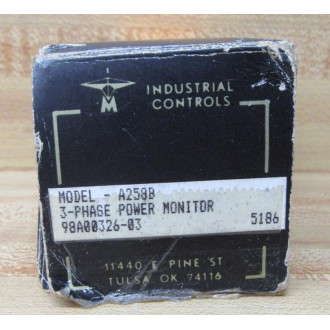 M
INDUSTRIAL
CONTROLS
MODEL - A258B
3-PHASE POWER MONITOR
98A00326-03 5186
11440 E PINE ST
TULSA OK 74116